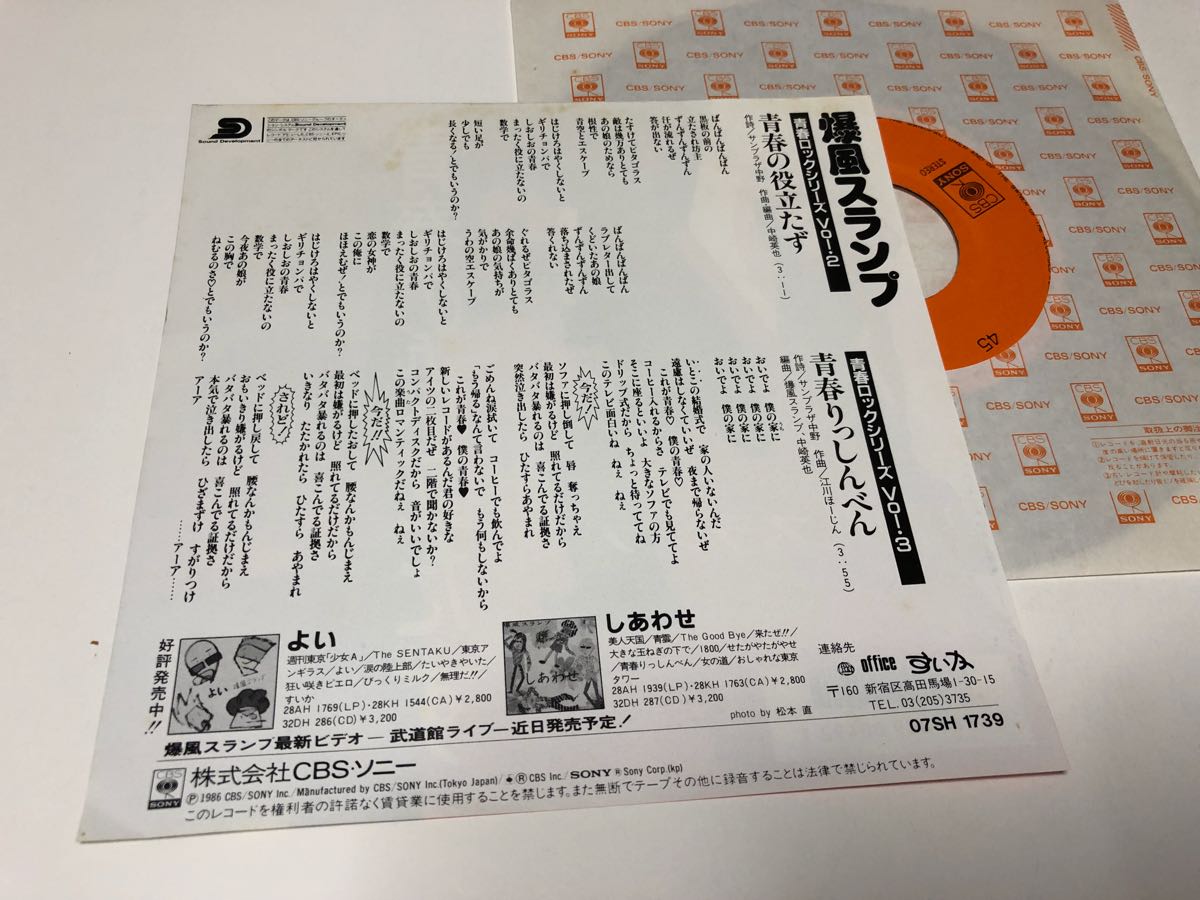 爆風スランプ
青春ロックシリーズ Vol・2
青春の役立たず
作詞/サンプラザ中野 作曲・編曲/中崎英也 (3:11)
ばんばんばんばん
黒板の前の
立たされ坊主
ずんずんずんずん
汗が流れるぜ
答が出ない
たすけてピタゴラス
敵は幾万ありとても
あの娘のためなら
根性で
青空とエスケープ
はじけろはやくしないと
ギリチョンパで
しおしおの青春
まったく役に立たないの
数学で
短い足が
少しでも
長くなる?とでもいうのか?
ばんばんばんばん
ラブレター出して
くどいたあの娘
ずんずんずんずん
落ち込まされたぜ
答くれない
ぐれるぜピタゴラス
余命幾ばくありとても
あの娘の気持ちが
気がかりで
うわの空エスケープ
はじけろはやくしないと
ギリチョンパで
しおしおの青春
まったく役に立たないの
数学で
恋の女神が
この俺に
ほほえむぞ!とでもいうのか?
はじけろはやくしないと
ギリチョンパで
しおしおの青春
まったく役に立たないの
数学で
今夜あの娘が
この胸で
ねむるのさ♡とでもいうのか?
青春ロックシリーズ Vol・3
青春りっしんべん
作詩/サンプラザ中野 作曲/江川ほーじん (3:55)
編曲/爆風スランプ、中崎英也
おいでよ 僕の家に
おいでよ 僕の家に
おいでよ 僕の家に
いとこの結婚式で 家の人いないんだ
遠慮はしなくていいぜ 夜まで帰らないぜ
これが青春♡ 僕の青春♡
コーヒー入れるからさ テレビでも見ててよ
そこに座るといいよ 大きなソファの方
ドリップ式だから ちょっと待っててね
このテレビ面白いね ねぇ ねぇ
今だ!!
ソファに押し倒して 唇 奪っちゃえ
最初は嫌がるけど 照れてるだけだから
バタバタ暴れるのは 喜こんでる証拠さ
突然泣き出したら ひたすらあやまれ
ごめんね涙拭いて コーヒーでも飲んでよ
もう帰る」なんて言わないで もう何もしないから
これが青春♥ 僕の青春♥
新しいレコードがあるんだ君の好きな
アイツの二枚目だぜ 二階で聞かないか?
コンパクトディスクだから 音がいいでしょ
この楽曲ロマンティックだねぇ ねぇ
今だ!!
ベッドに押したおして 腰なんかもんじまえ
最初は嫌がるけど 照れてるだけだから
バタバタ暴れるのは 喜こんでる証拠さ
いきなり たたかれたら ひたすら あやまれ
されど!
ベッドに押し戻して 腰なんかもんじまえ
おもいきり嫌がるけど 照れてるだけだから
バタバタ暴れるのは 喜こんでる証拠さ
本気で泣き出したら ひざまずけ すがりつけ
アーア ……アーア……
好評発売中!!
よい
週刊東京「少女A」/The SENTAKU/東京ア
ンギラス/よい/涙の陸上部/たいやきやいた/
狂い咲きピエロ/びっくりミルク/無理だ!!/
すいか
28AH 1769(LP)・28KH 1544(CA)¥2,800
32DH 286(CD)¥3,200
しあわせ
美人天国/青雲/The Good Bye/来たぜ!!/
大きな玉ねぎの下で/1800/せたがやたがやせ
/青春りっしんべん/女の道/おしゃれな東京
タワー
28AH 1939(LP)・28KH 1763(CA)¥2,800
32DH 287(CD)¥3,200
photo by 松本 直
爆風スランプ最新ビデオ―武道館ライブ―近日発売予定!
連絡先
office すいか
〒160 新宿区高田馬場1-30-15
TEL.03(205)3735
07SH 1739
CBS SONY
株式会社CBS・ソニー
Ⓟ1986 CBS/SONY Inc./Manufactured by CBS/SONY Inc.(Tokyo Japan)/ ® CBS Inc./ SONY ® Sony Corp.(kp)
このレコードを権利者の許諾なく賃貸業に使用することを禁じます。また無断でテープその他に録音することは法律で禁じられています。
Sound Development
CBS/SONY
CBS SONY
STEREO
45
取扱上の御注